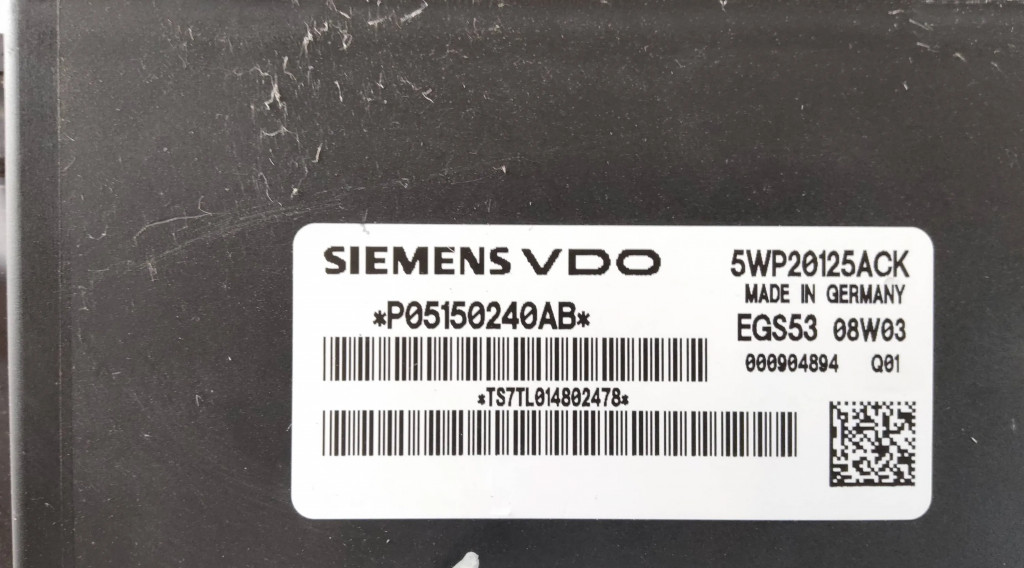 SIEMENS VDO
5WP20125ACK
MADE IN GERMANY
*P05150240AB*
EGS53 08W03
000904894 Q01
*TS7TL014802478*